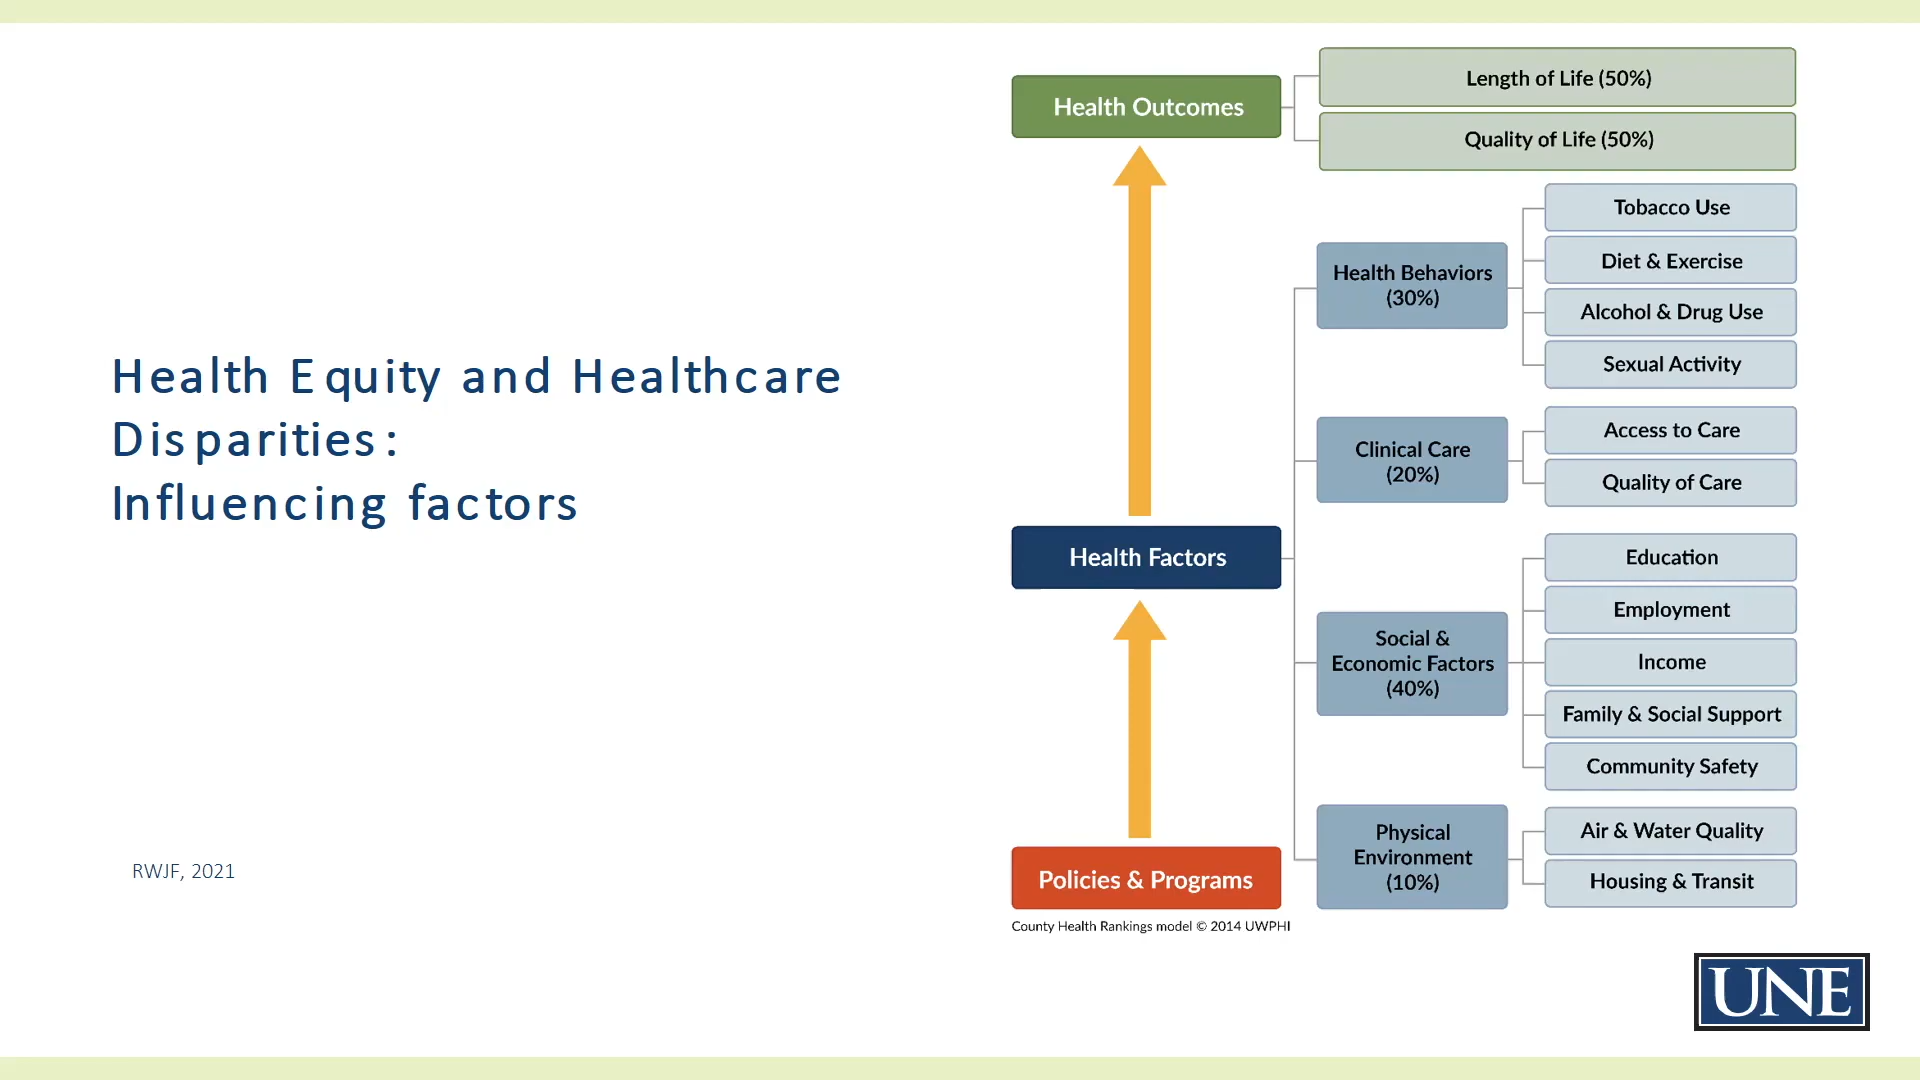 Health Equity and Healthcare
Disparities:
Influencing factors
RWJF, 2021
Health Outcomes
Length of Life (50%)
Quality of Life (50%)
Health Factors
Health Behaviors
(30%)
Tobacco Use
Diet & Exercise
Alcohol & Drug Use
Sexual Activity
Clinical Care
(20%)
Access to Care
Quality of Care
Social &
Economic Factors
(40%)
Education
Employment
Income
Family & Social Support
Community Safety
Physical
Environment
(10%)
Air & Water Quality
Housing & Transit
Policies & Programs
County Health Rankings model © 2014 UWPHI
UNE